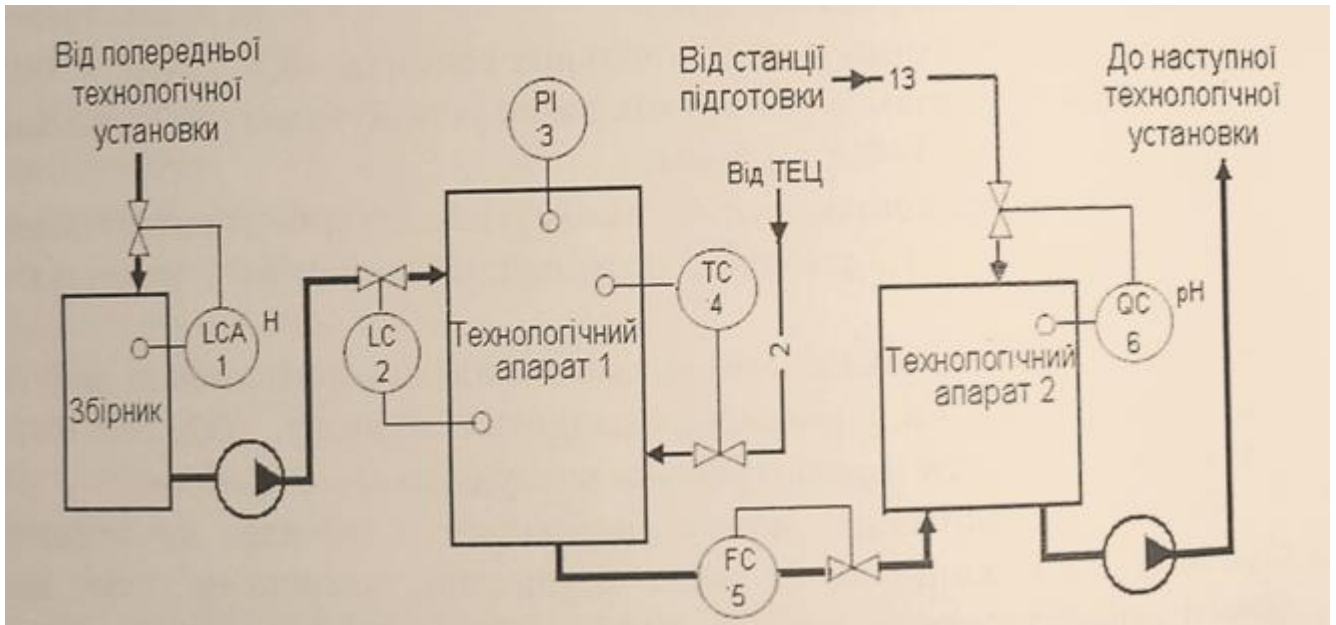 Від попередньої
технологічної
установки
PI
3
Від станції
підготовки
13
До наступної
технологічної
установки
Від ТЕЦ
LCA
1
H
LC
2
Технологічний
апарат 1
TC
4
2
QC
6
pH
Технологічний
апарат 2
Збірник
FC
5